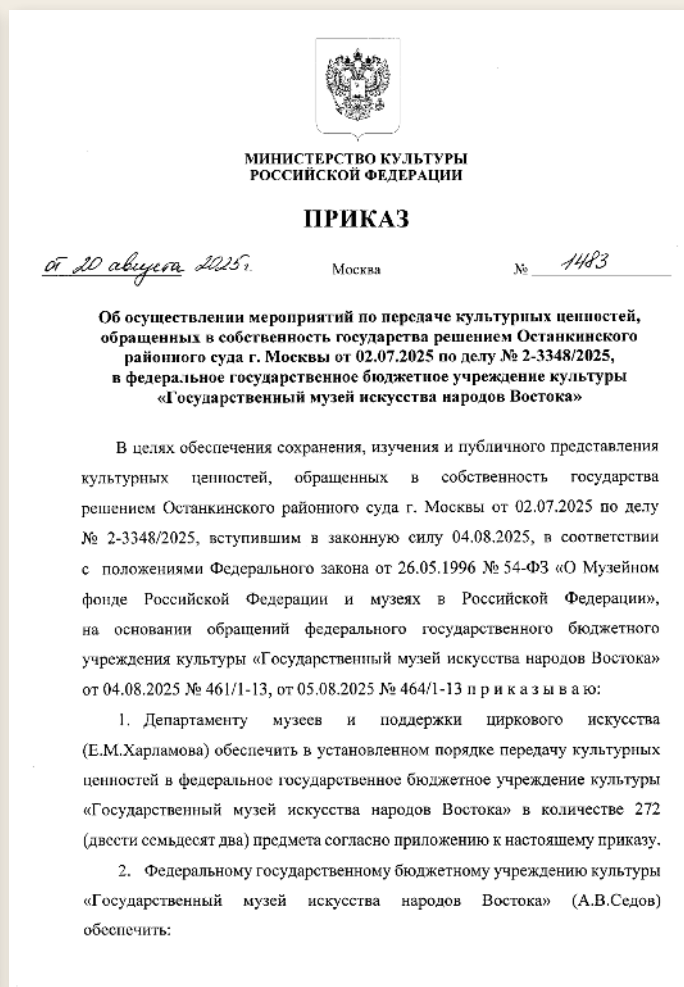 МИНИСТЕРСТВО КУЛЬТУРЫ
РОССИЙСКОЙ ФЕДЕРАЦИИ
ПРИКАЗ
от 20 августа 2025г. Москва № 1483
Об осуществлении мероприятий по передаче культурных ценностей,
обращенных в собственность государства решением Останкинского
районного суда г. Москвы от 02.07.2025 по делу № 2-3348/2025,
в федеральное государственное бюджетное учреждение культуры
«Государственный музей искусства народов Востока»
В целях обеспечения сохранения, изучения и публичного представления
культурных ценностей, обращенных в собственность государства
решением Останкинского районного суда г. Москвы от 02.07.2025 по делу
№ 2-3348/2025, вступившим в законную силу 04.08.2025, в соответствии
с положениями Федерального закона от 26.05.1996 № 54-ФЗ «О Музейном
фонде Российской Федерации и музеях в Российской Федерации»,
на основании обращений федерального государственного бюджетного
учреждения культуры «Государственный музей искусства народов Востока»
от 04.08.2025 № 461/1-13, от 05.08.2025 № 464/1-13 п р и к а з ы в а ю:
1. Департаменту музеев и поддержки циркового искусства
(Е.М.Харламова) обеспечить в установленном порядке передачу культурных
ценностей в федеральное государственное бюджетное учреждение культуры
«Государственный музей искусства народов Востока» в количестве 272
(двести семьдесят два) предмета согласно приложению к настоящему приказу.
2. Федеральному государственному бюджетному учреждению культуры
«Государственный музей искусства народов Востока» (А.В.Седов)
обеспечить: